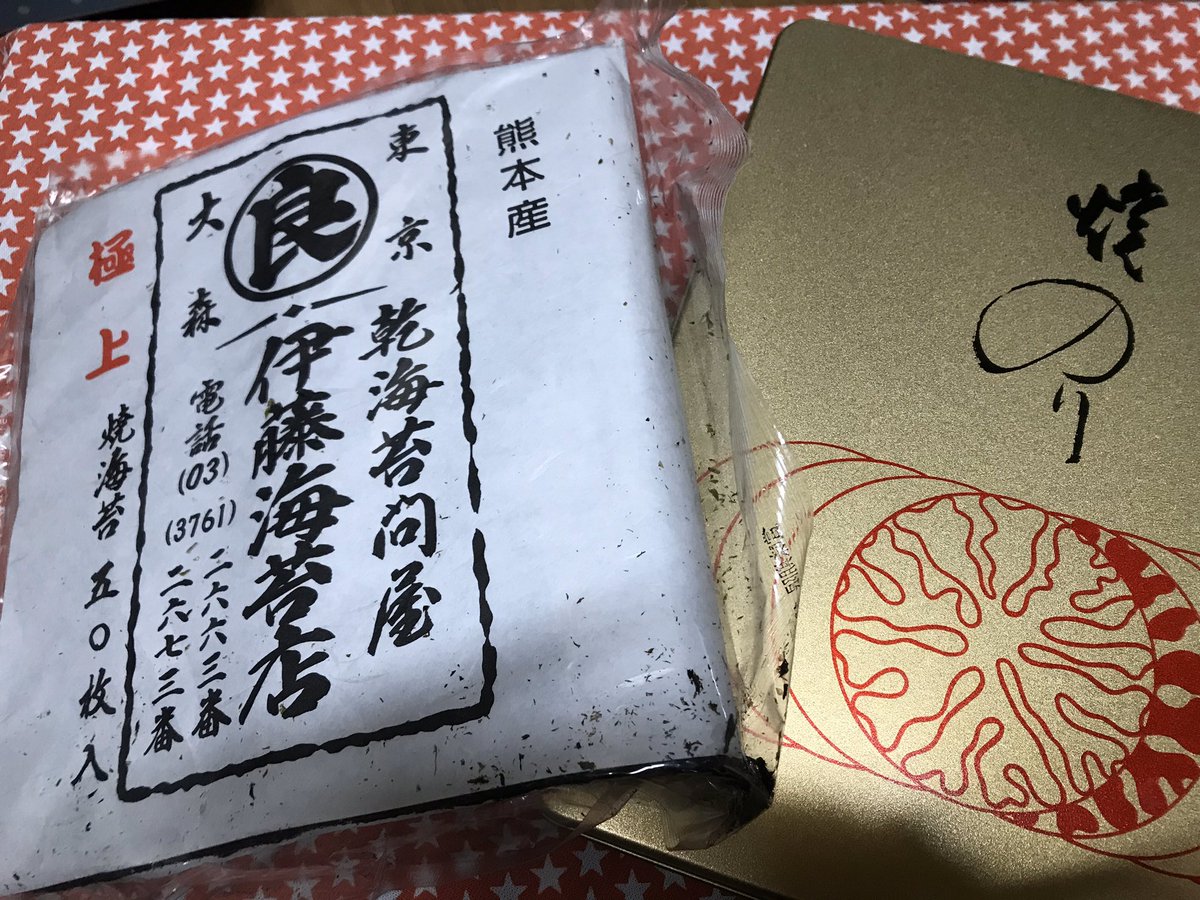 熊本産
東京
乾海苔問屋
良
伊藤海苔店
大森
電話(03)
(3761)
二六六三番
二六七三番
極上
焼海苔 五〇枚入
焼のり